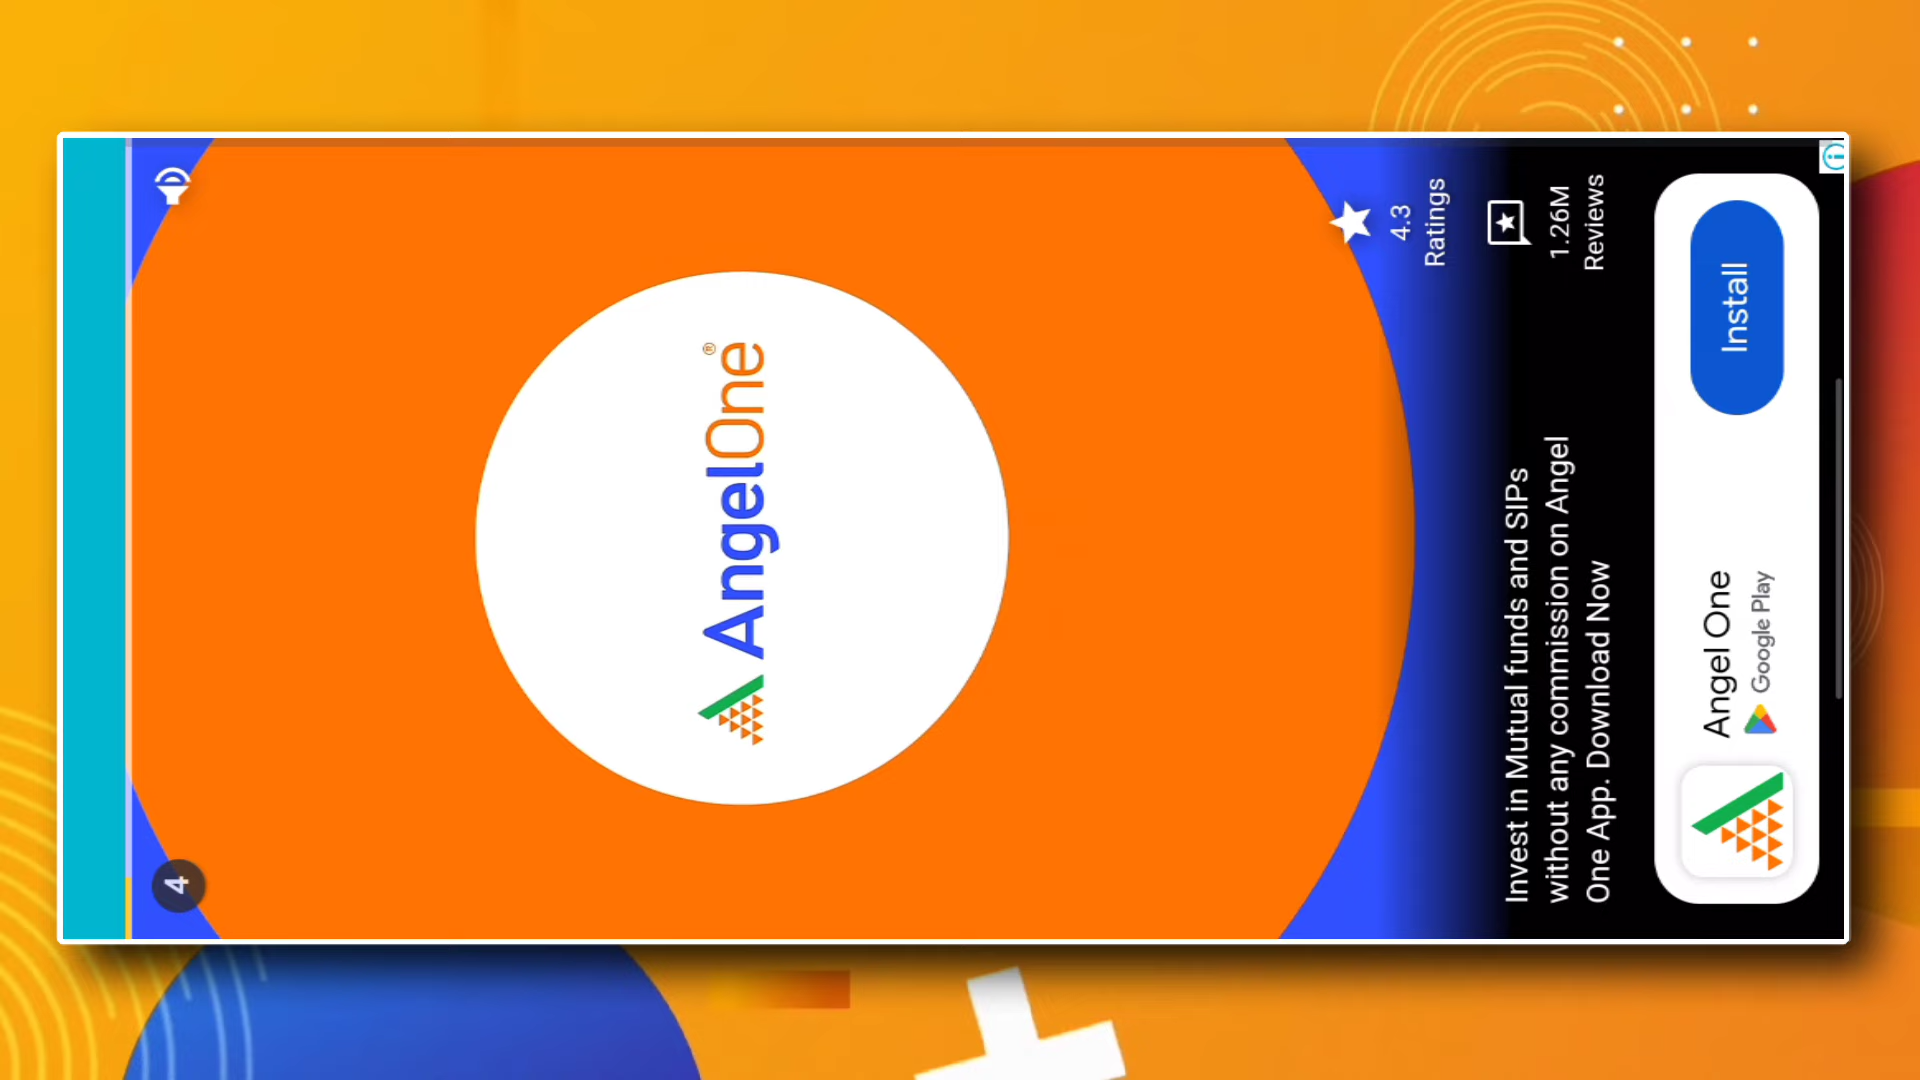 4
AngelOne®
4.3
Ratings
1.26M
Reviews
Invest in Mutual funds and SIPs
without any commission on Angel
One App. Download Now
Angel One
Google Play
Install